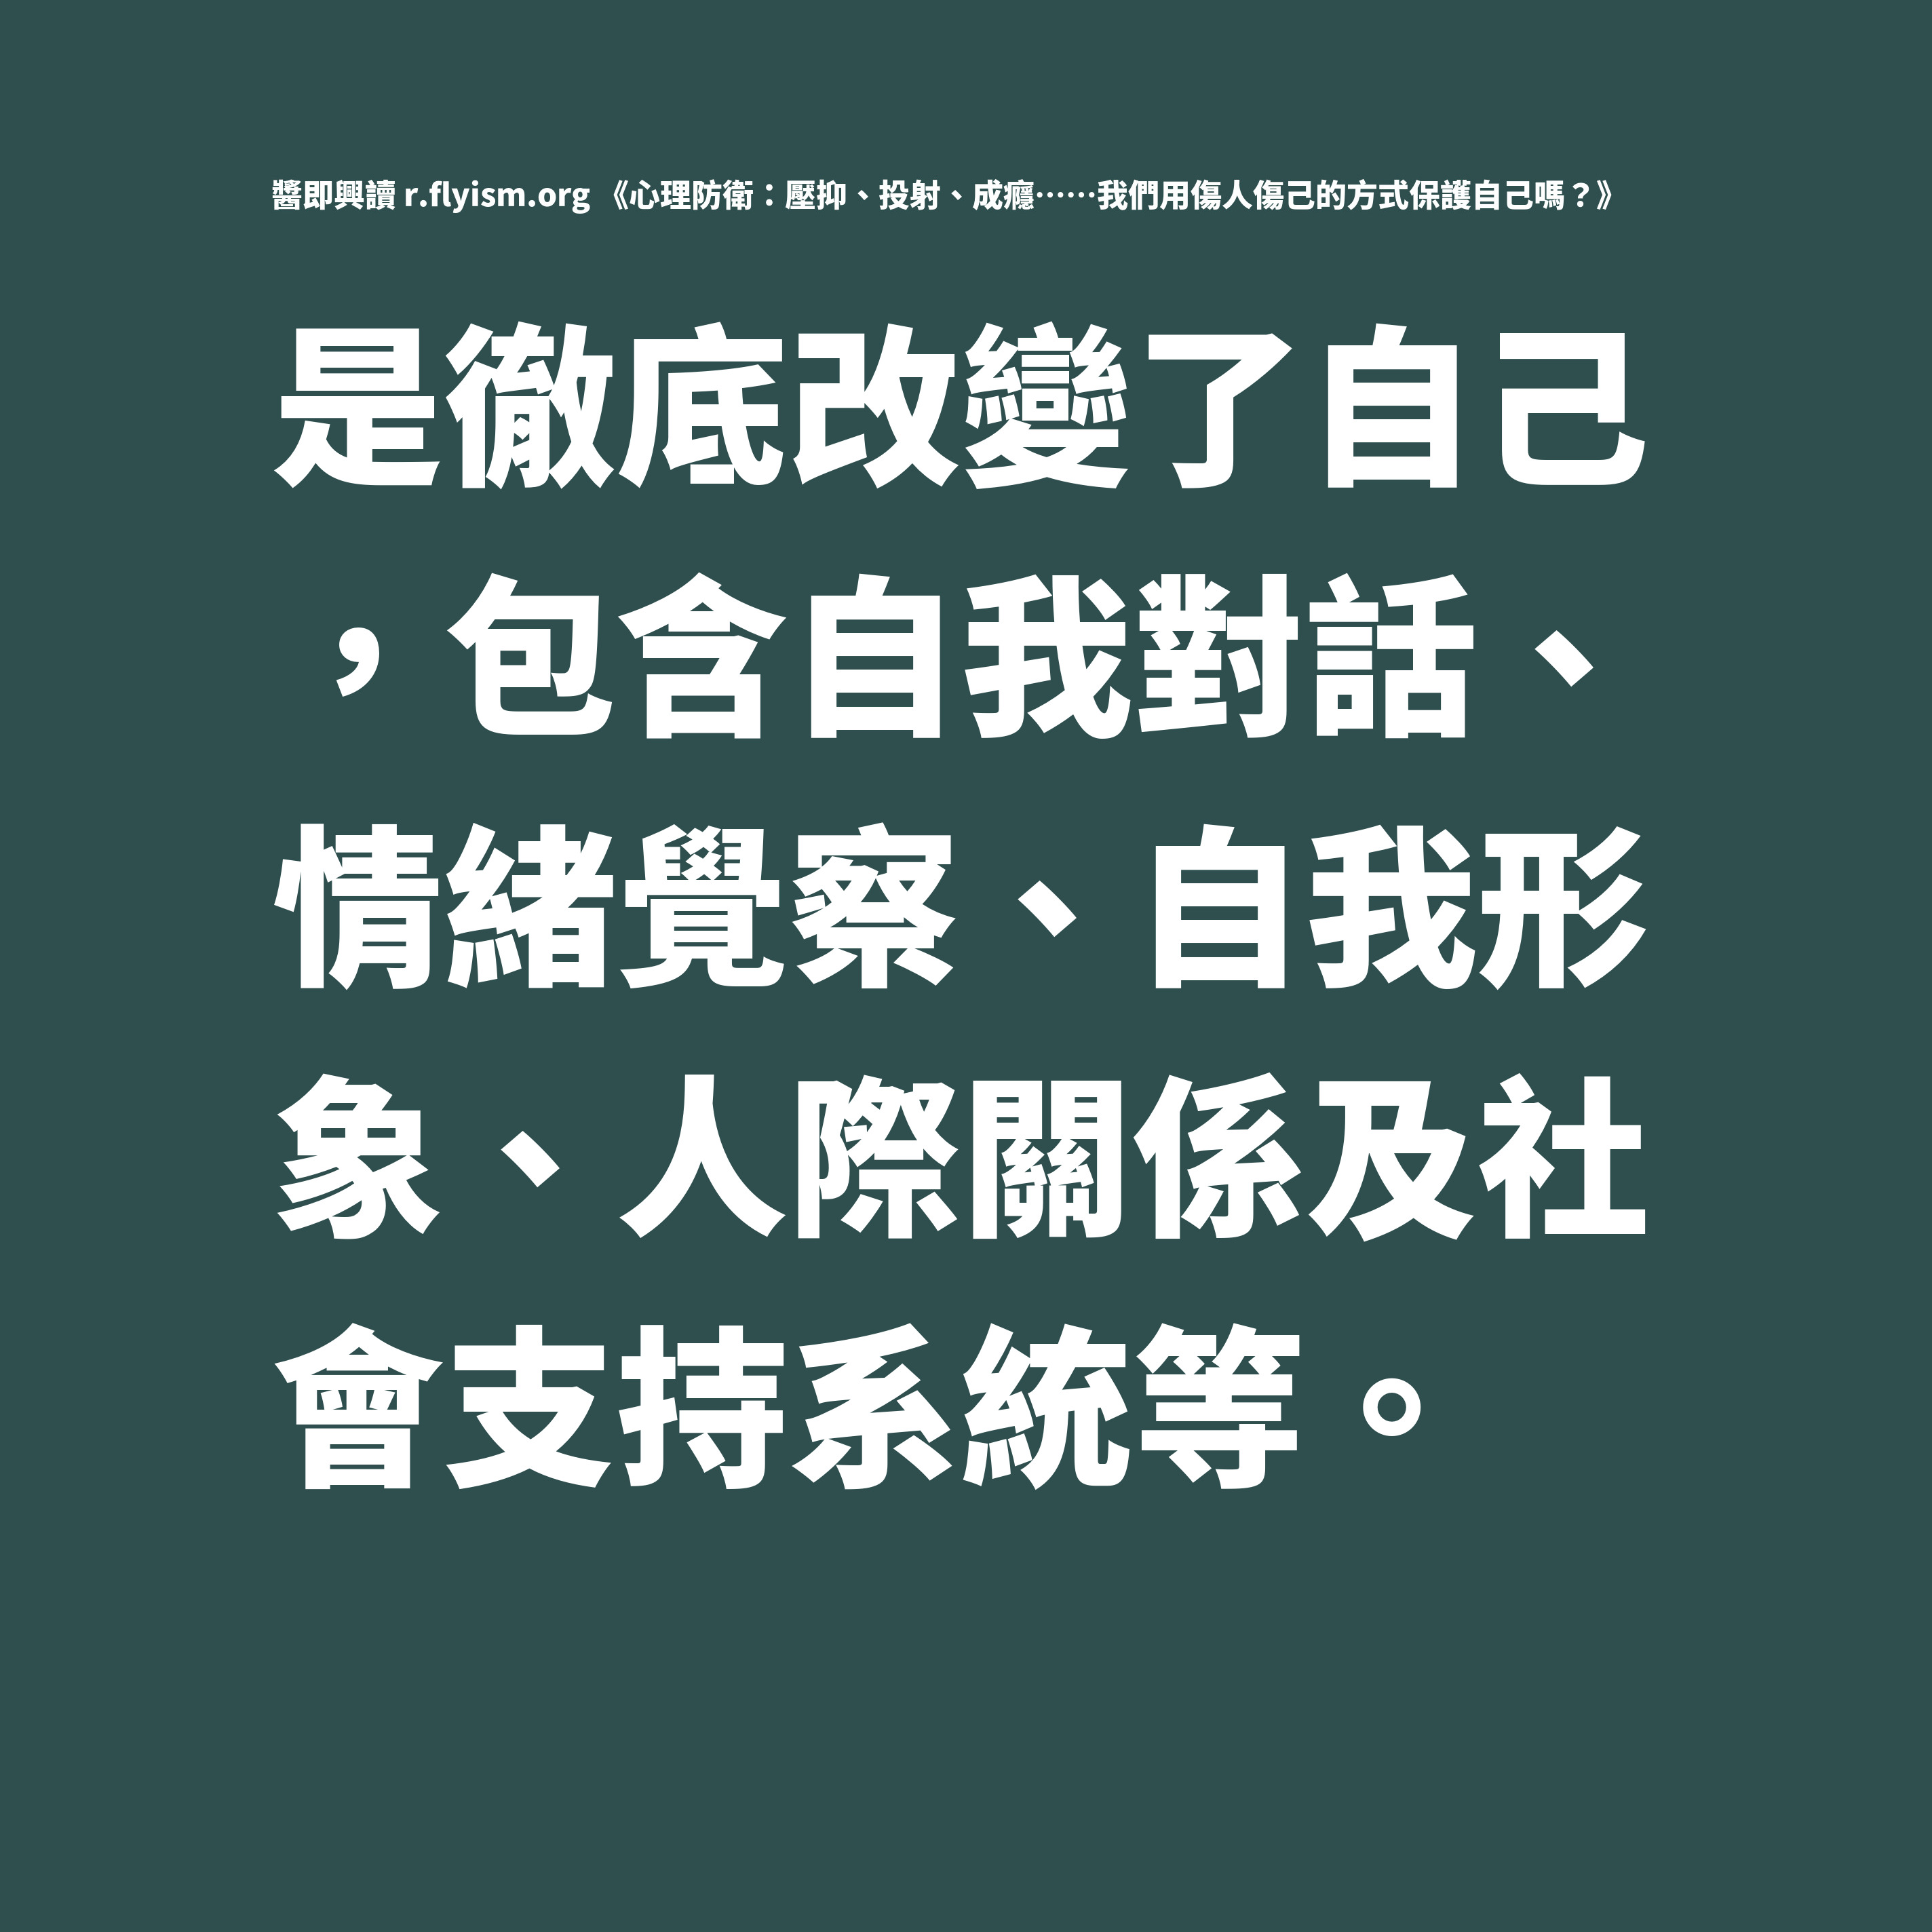 醫即興讀 r.flyism.org《心理防衛：壓抑、投射、成癮……我們用傷人傷己的方式保護自己嗎？》
是徹底改變了自己
，包含自我對話、
情緒覺察、自我形
象、人際關係及社
會支持系統等。